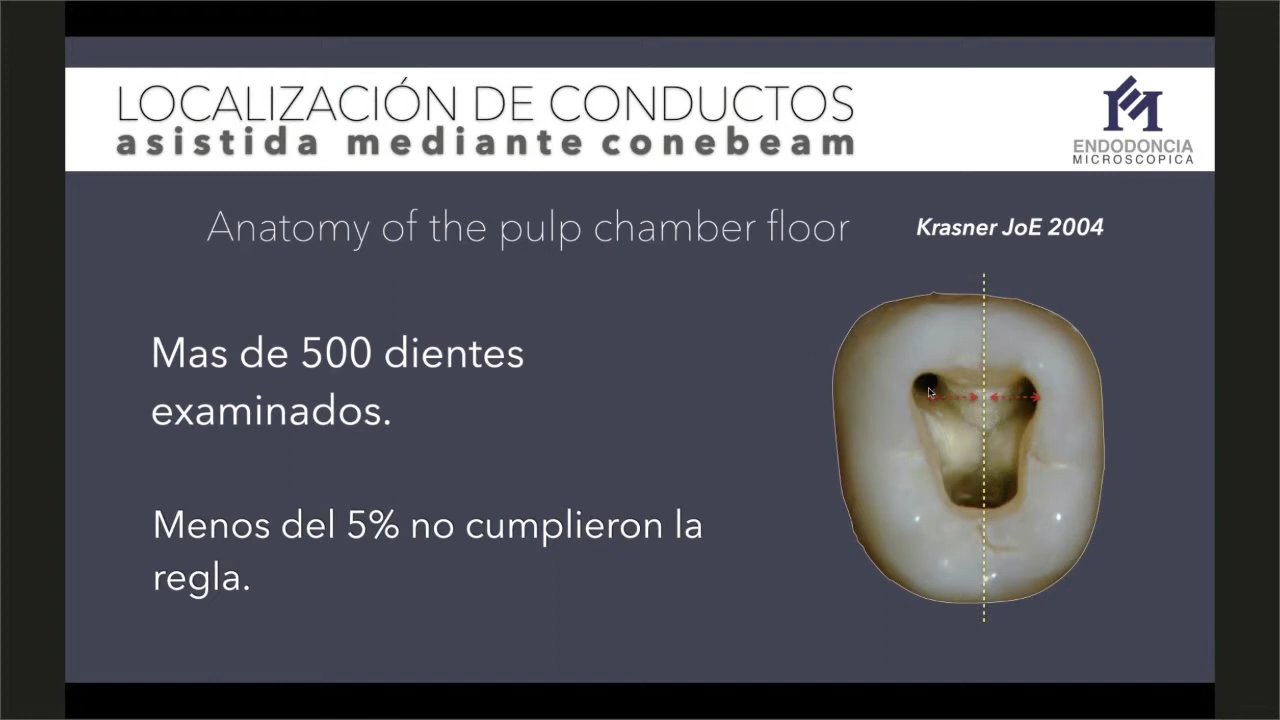 LOCALIZACIÓN DE CONDUCTOS
asistida mediante conebeam
ENDODONCIA
MICROSCOPICA
Anatomy of the pulp chamber floor
Krasner JoE 2004
Mas de 500 dientes
examinados.
Menos del 5% no cumplieron la
regla.